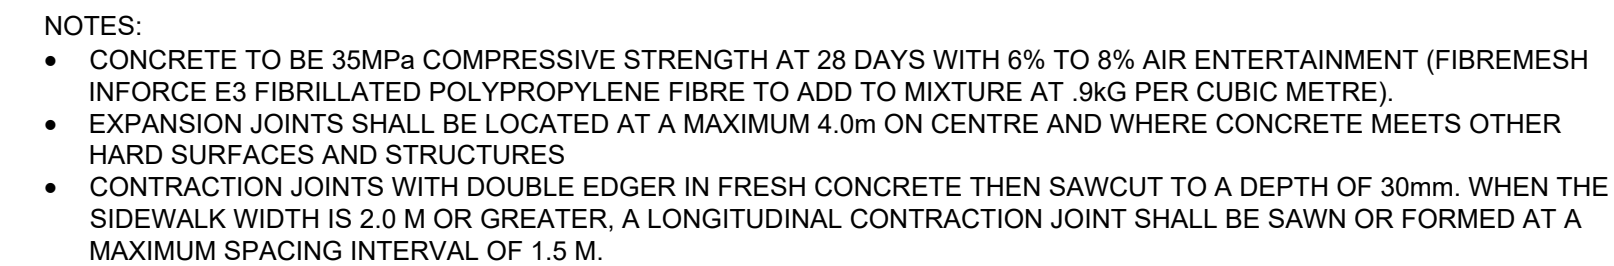 NOTES:
• CONCRETE TO BE 35MPa COMPRESSIVE STRENGTH AT 28 DAYS WITH 6% TO 8% AIR ENTERTAINMENT (FIBREMESH
INFORCE E3 FIBRILLATED POLYPROPYLENE FIBRE TO ADD TO MIXTURE AT .9kG PER CUBIC METRE).
• EXPANSION JOINTS SHALL BE LOCATED AT A MAXIMUM 4.0m ON CENTRE AND WHERE CONCRETE MEETS OTHER
HARD SURFACES AND STRUCTURES
• CONTRACTION JOINTS WITH DOUBLE EDGER IN FRESH CONCRETE THEN SAWCUT TO A DEPTH OF 30mm. WHEN THE
SIDEWALK WIDTH IS 2.0 M OR GREATER, A LONGITUDINAL CONTRACTION JOINT SHALL BE SAWN OR FORMED AT A
MAXIMUM SPACING INTERVAL OF 1.5 M.